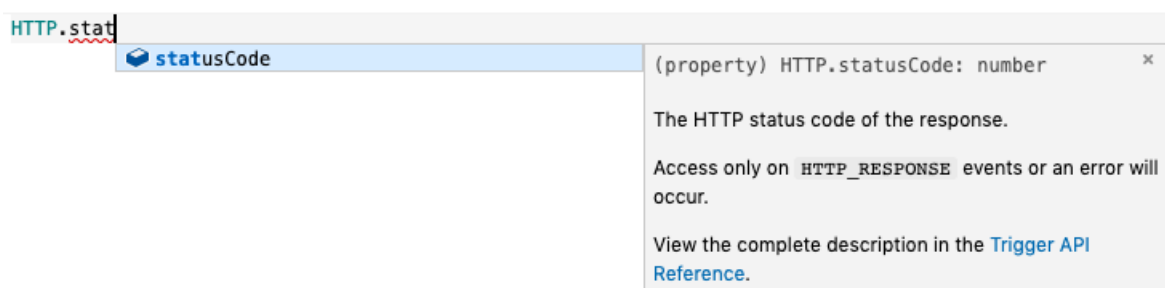 HTTP.stat
statusCode
(property) HTTP.statusCode: number ×
The HTTP status code of the response.
Access only on HTTP_RESPONSE events or an error will
occur.
View the complete description in the Trigger API
Reference.